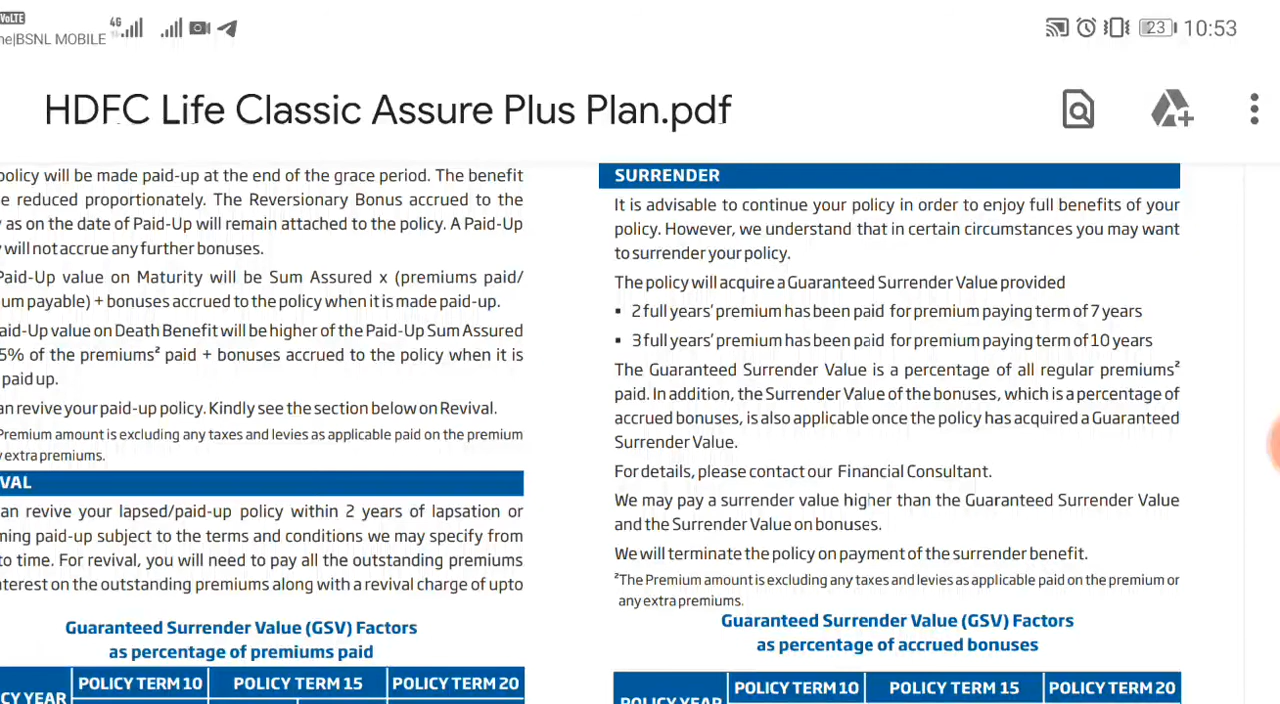 VoLTE
4G
ne|BSNL MOBILE
23
10:53
HDFC Life Classic Assure Plus Plan.pdf
policy will be made paid-up at the end of the grace period. The benefit
e reduced proportionately. The Reversionary Bonus accrued to the
y as on the date of Paid-Up will remain attached to the policy. A Paid-Up
y will not accrue any further bonuses.
Paid-Up value on Maturity will be Sum Assured x (premiums paid/
um payable) + bonuses accrued to the policy when it is made paid-up.
aid-Up value on Death Benefit will be higher of the Paid-Up Sum Assured
5% of the premiums² paid + bonuses accrued to the policy when it is
paid up.
an revive your paid-up policy. Kindly see the section below on Revival.
Premium amount is excluding any taxes and levies as applicable paid on the premium
y extra premiums.
VAL
an revive your lapsed/paid-up policy within 2 years of lapsation or
ming paid-up subject to the terms and conditions we may specify from
to time. For revival, you will need to pay all the outstanding premiums
nterest on the outstanding premiums along with a revival charge of upto
Guaranteed Surrender Value (GSV) Factors
as percentage of premiums paid
CY YEAR
POLICY TERM 10
POLICY TERM 15
POLICY TERM 20
SURRENDER
It is advisable to continue your policy in order to enjoy full benefits of your
policy. However, we understand that in certain circumstances you may want
to surrender your policy.
The policy will acquire a Guaranteed Surrender Value provided
▪ 2 full years' premium has been paid for premium paying term of 7 years
▪ 3 full years' premium has been paid for premium paying term of 10 years
The Guaranteed Surrender Value is a percentage of all regular premiums²
paid. In addition, the Surrender Value of the bonuses, which is a percentage of
accrued bonuses, is also applicable once the policy has acquired a Guaranteed
Surrender Value.
For details, please contact our Financial Consultant.
We may pay a surrender value higher than the Guaranteed Surrender Value
and the Surrender Value on bonuses.
We will terminate the policy on payment of the surrender benefit.
²The Premium amount is excluding any taxes and levies as applicable paid on the premium or
any extra premiums.
Guaranteed Surrender Value (GSV) Factors
as percentage of accrued bonuses
POLICY YEAR
POLICY TERM 10
POLICY TERM 15
POLICY TERM 20